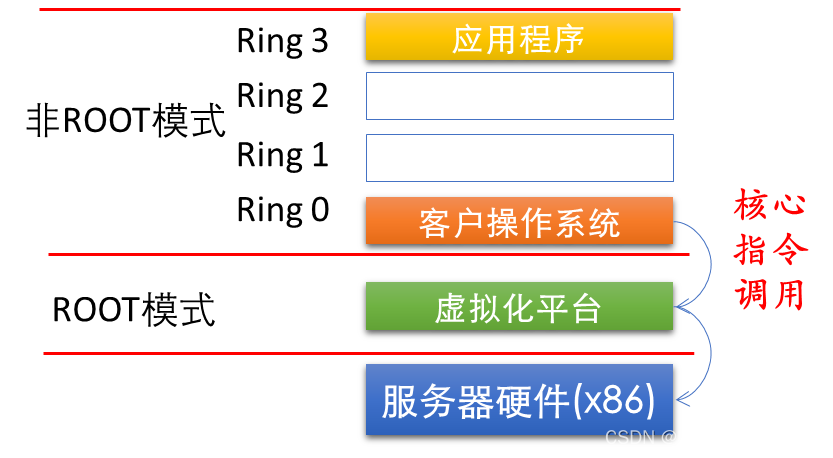 Ring 3
应用程序
Ring 2
非ROOT模式
Ring 1
Ring 0
客户操作系统
核心
指令
调用
ROOT模式
虚拟化平台
服务器硬件(x86)
CSDN @